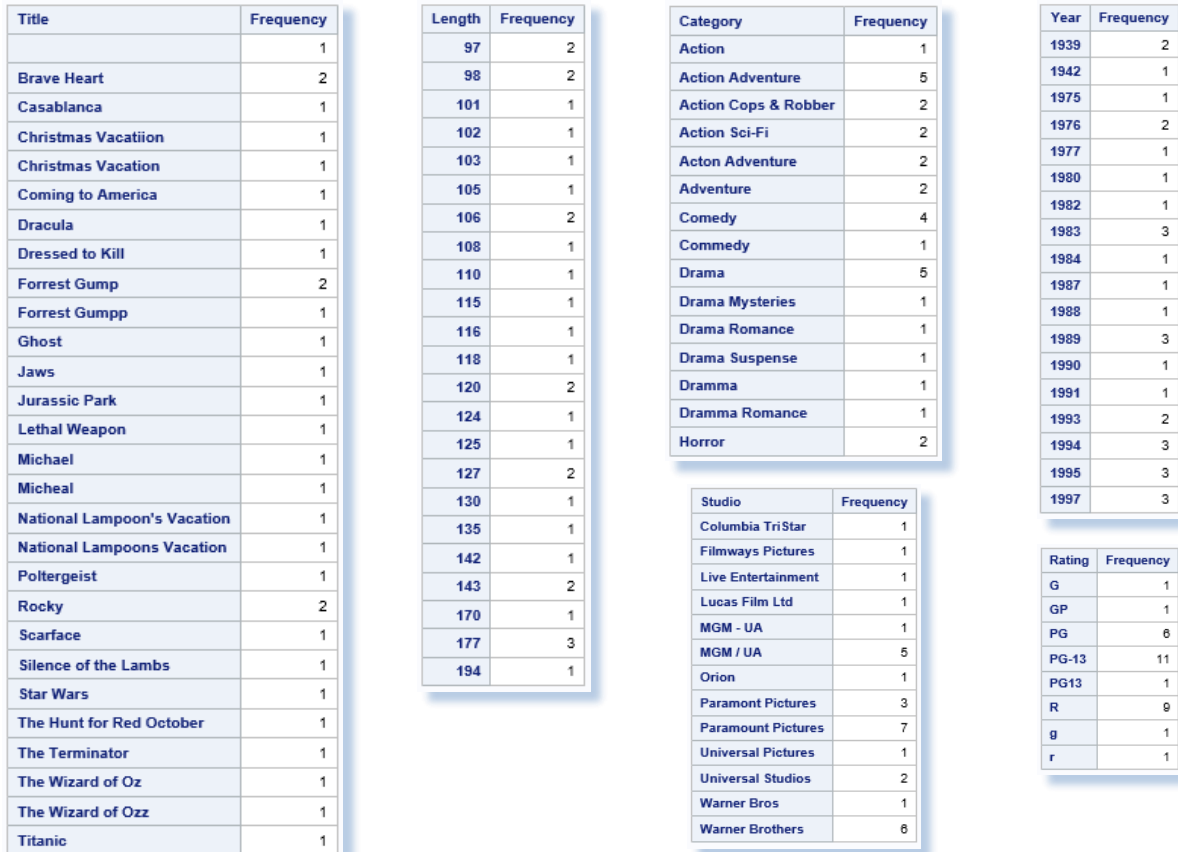 Title Frequency
1
Brave Heart 2
Casablanca 1
Christmas Vacatiion 1
Christmas Vacation 1
Coming to America 1
Dracula 1
Dressed to Kill 1
Forrest Gump 2
Forrest Gumpp 1
Ghost 1
Jaws 1
Jurassic Park 1
Lethal Weapon 1
Michael 1
Micheal 1
National Lampoon's Vacation 1
National Lampoons Vacation 1
Poltergeist 1
Rocky 2
Scarface 1
Silence of the Lambs 1
Star Wars 1
The Hunt for Red October 1
The Terminator 1
The Wizard of Oz 1
The Wizard of Ozz 1
Titanic 1
Length Frequency
97 2
98 2
101 1
102 1
103 1
105 1
106 2
108 1
110 1
115 1
116 1
118 1
120 2
124 1
125 1
127 2
130 1
135 1
142 1
143 2
170 1
177 3
194 1
Category Frequency
Action 1
Action Adventure 5
Action Cops & Robber 2
Action Sci-Fi 2
Acton Adventure 2
Adventure 2
Comedy 4
Commedy 1
Drama 5
Drama Mysteries 1
Drama Romance 1
Drama Suspense 1
Dramma 1
Dramma Romance 1
Horror 2
Studio Frequency
Columbia TriStar 1
Filmways Pictures 1
Live Entertainment 1
Lucas Film Ltd 1
MGM - UA 1
MGM / UA 5
Orion 1
Paramont Pictures 3
Paramount Pictures 7
Universal Pictures 1
Universal Studios 2
Warner Bros 1
Warner Brothers 6
Year Frequency
1939 2
1942 1
1975 1
1976 2
1977 1
1980 1
1982 1
1983 3
1984 1
1987 1
1988 1
1989 3
1990 1
1991 1
1993 2
1994 3
1995 3
1997 3
Rating Frequency
G 1
GP 1
PG 6
PG-13 11
PG13 1
R 9
g 1
r 1